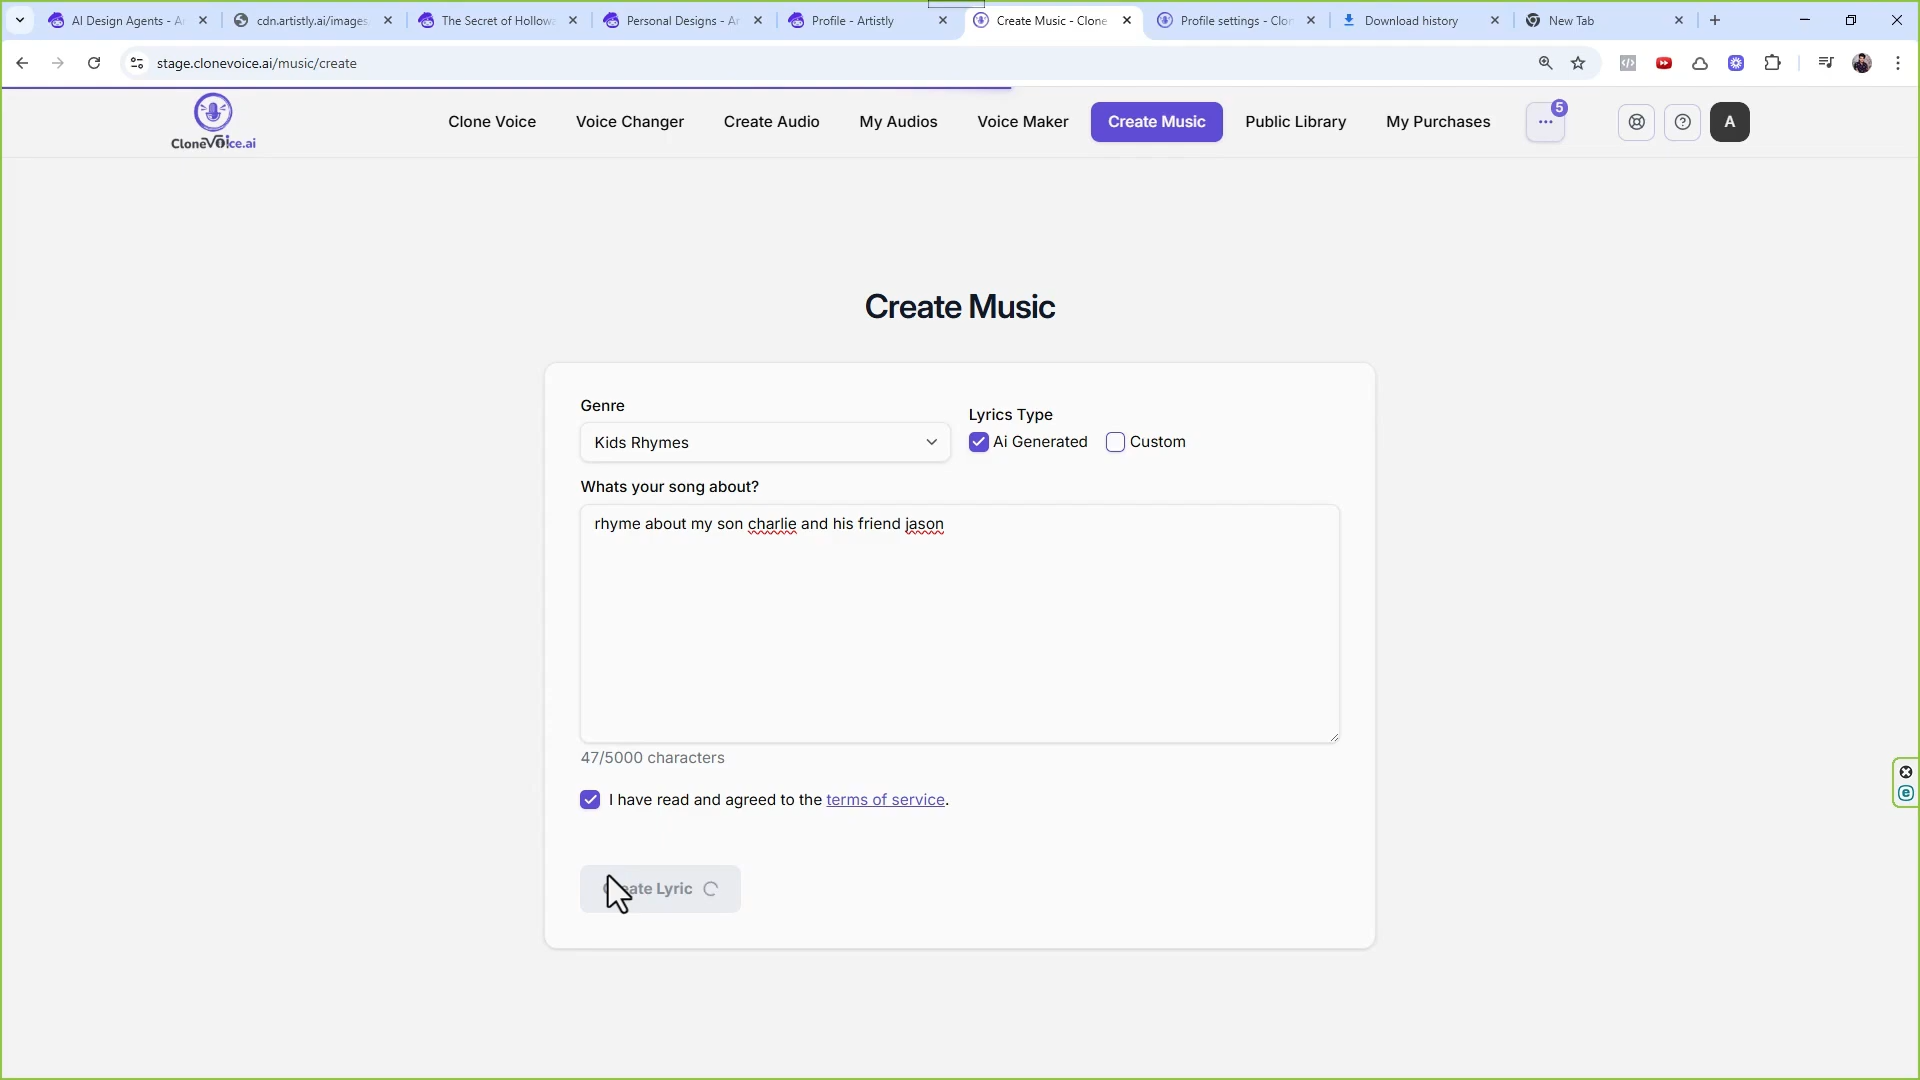 AI Design Agents - A
cdn.artistly.ai/images
The Secret of Hollow
Personal Designs - Ar
Profile - Artistly
Create Music - Clone
Profile settings - Clon
Download history
New Tab
stage.clonevoice.ai/music/create
CloneVoice.ai
Clone Voice
Voice Changer
Create Audio
My Audios
Voice Maker
Create Music
Public Library
My Purchases
5
A
Create Music
Genre
Lyrics Type
Kids Rhymes
Ai Generated
Custom
Whats your song about?
rhyme about my son charlie and his friend jason
47/5000 characters
I have read and agreed to the terms of service.
Create Lyric